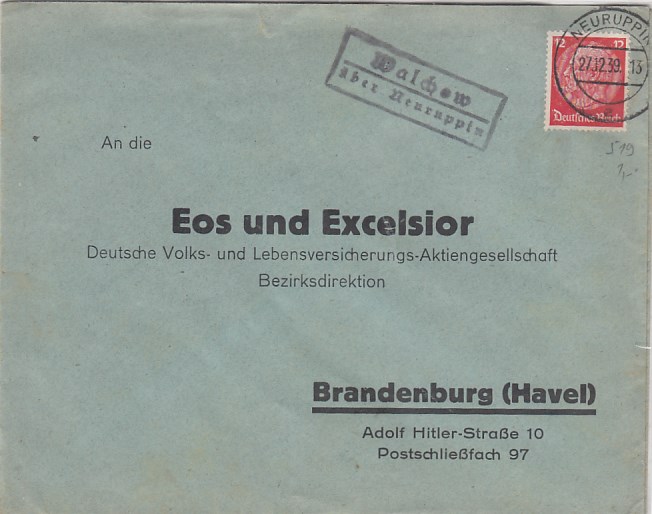 Walchow
über Neuruppin
NEURUPPIN
27.12.39. 13
12 12
Deutsches Reich
An die
Eos und Excelsior
Deutsche Volks- und Lebensversicherungs-Aktiengesellschaft
Bezirksdirektion
Brandenburg (Havel)
Adolf Hitler-Straße 10
Postschließfach 97